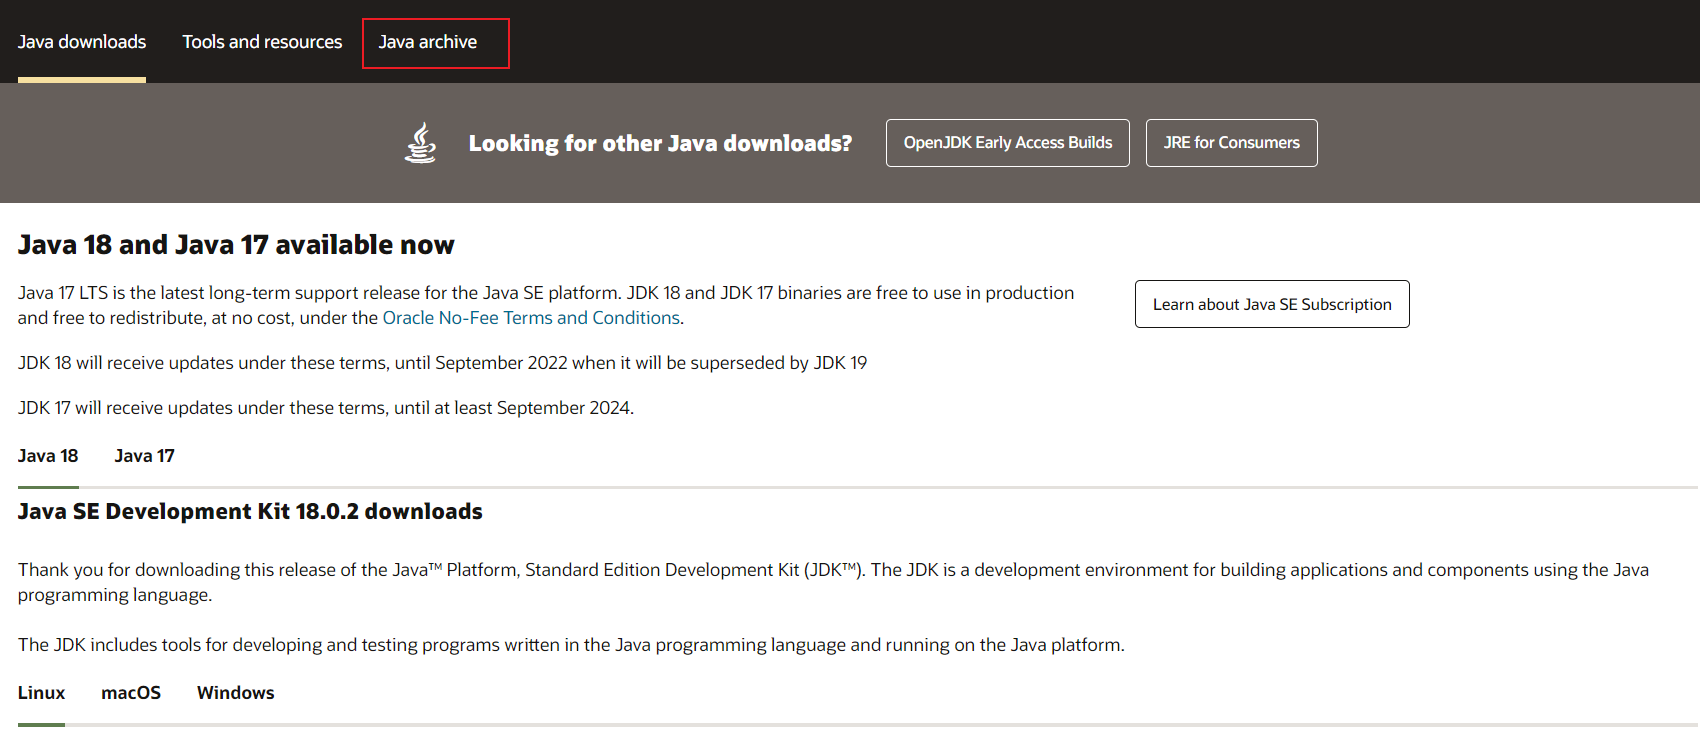 Java downloads Tools and resources Java archive
Looking for other Java downloads? OpenJDK Early Access Builds JRE for Consumers
Java 18 and Java 17 available now
Java 17 LTS is the latest long-term support release for the Java SE platform. JDK 18 and JDK 17 binaries are free to use in production
and free to redistribute, at no cost, under the Oracle No-Fee Terms and Conditions.
Learn about Java SE Subscription
JDK 18 will receive updates under these terms, until September 2022 when it will be superseded by JDK 19
JDK 17 will receive updates under these terms, until at least September 2024.
Java 18 Java 17
Java SE Development Kit 18.0.2 downloads
Thank you for downloading this release of the Java™ Platform, Standard Edition Development Kit (JDK™). The JDK is a development environment for building applications and components using the Java
programming language.
The JDK includes tools for developing and testing programs written in the Java programming language and running on the Java platform.
Linux macOS Windows